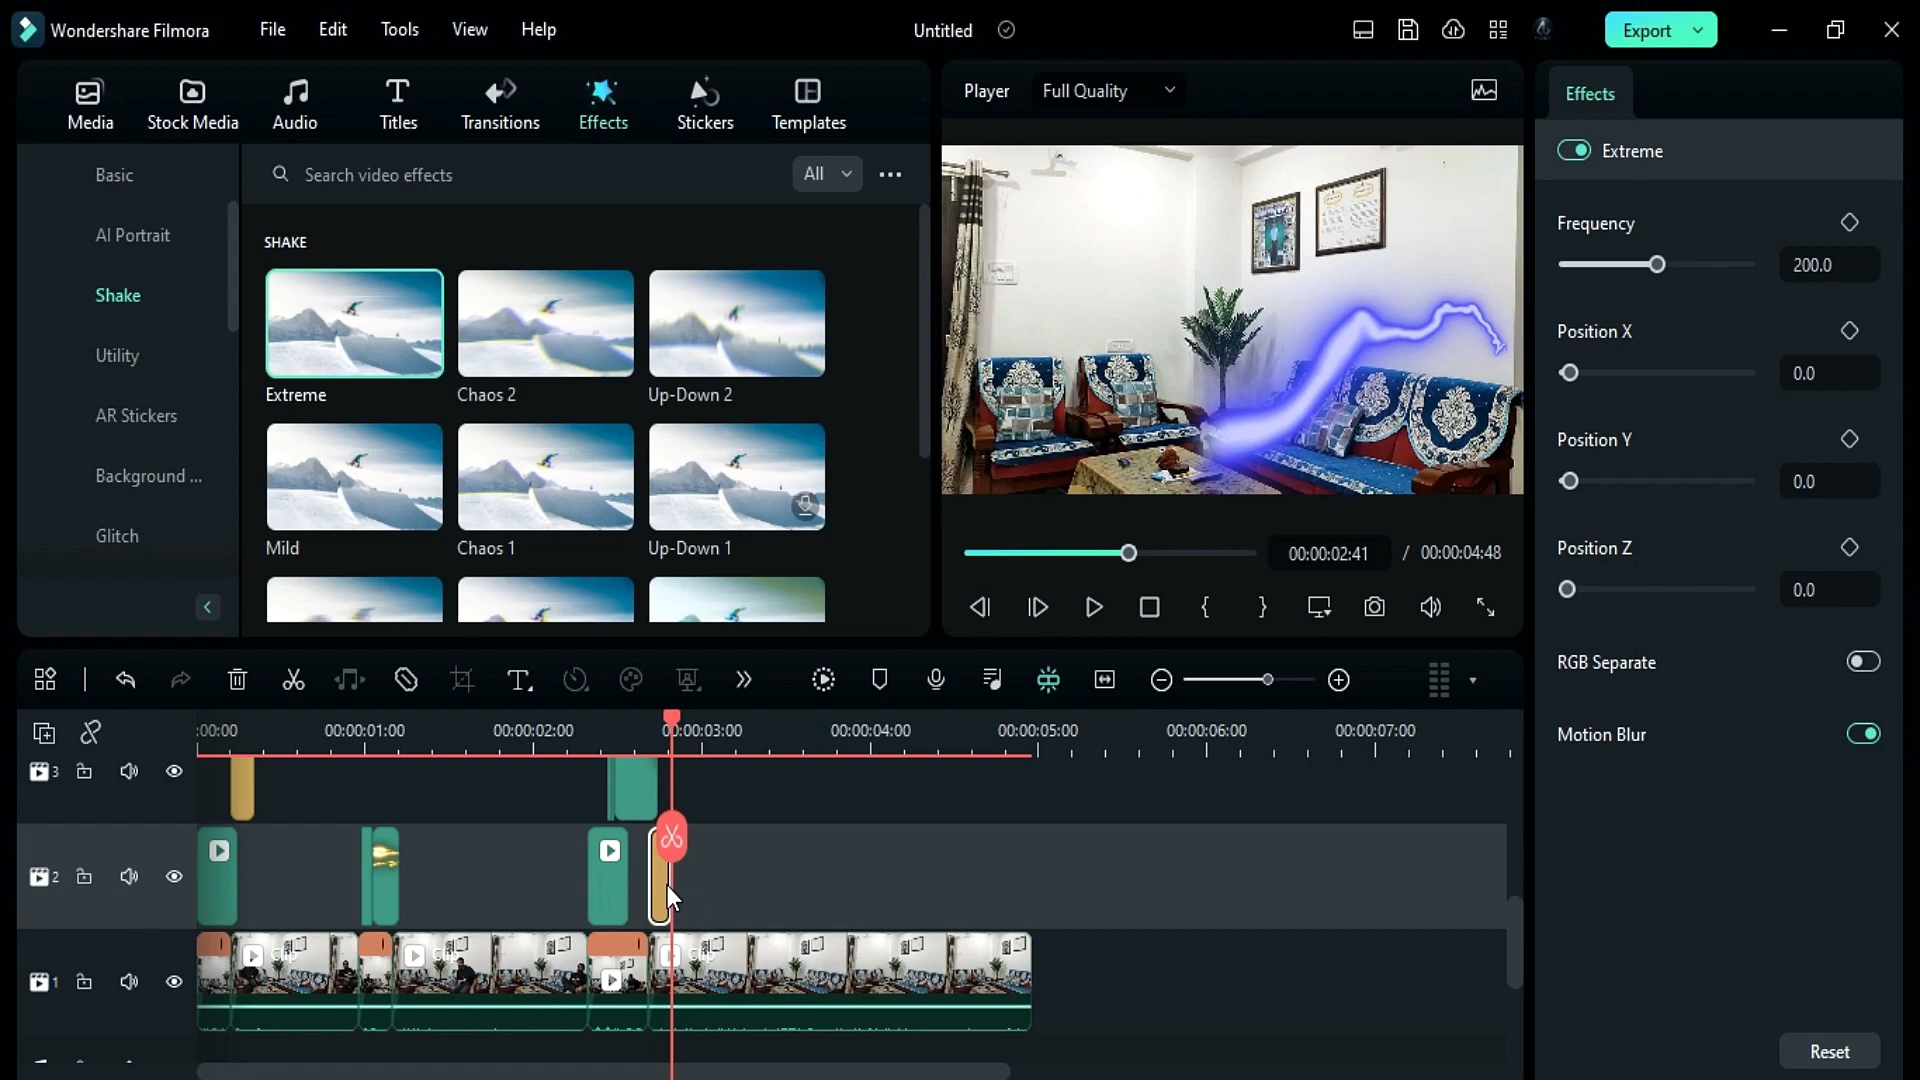 Wondershare Filmora
File
Edit
Tools
View
Help
Untitled
Export
Media
Stock Media
Audio
Titles
Transitions
Effects
Stickers
Templates
Player
Full Quality
Effects
Basic
AI Portrait
Shake
Utility
AR Stickers
Background ...
Glitch
Search video effects
All
SHAKE
Extreme
Chaos 2
Up-Down 2
Mild
Chaos 1
Up-Down 1
00:00:02:41 / 00:00:04:48
Extreme
Frequency
200.0
Position X
0.0
Position Y
0.0
Position Z
0.0
RGB Separate
Motion Blur
Reset
:00:00
00:00:01:00
00:00:02:00
00:00:03:00
00:00:04:00
00:00:05:00
00:00:06:00
00:00:07:00
3
2
1
Clip
Clip
Clip